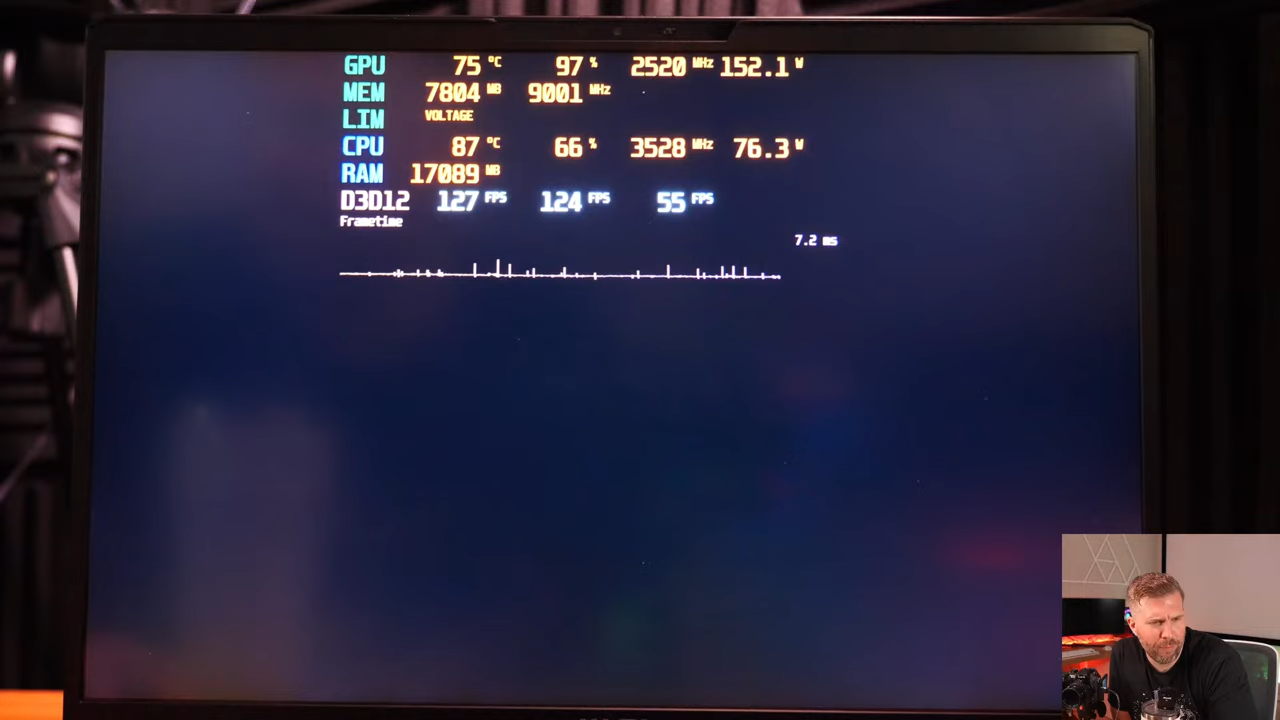 GPU 75 °C 97 % 2520 MHz 152.1 W
MEM 7804 MB 9001 MHz
LIM VOLTAGE
CPU 87 °C 66 % 3528 MHz 76.3 W
RAM 17089 MB
D3D12 127 FPS 124 FPS 55 FPS
Frametime
7.2 ms